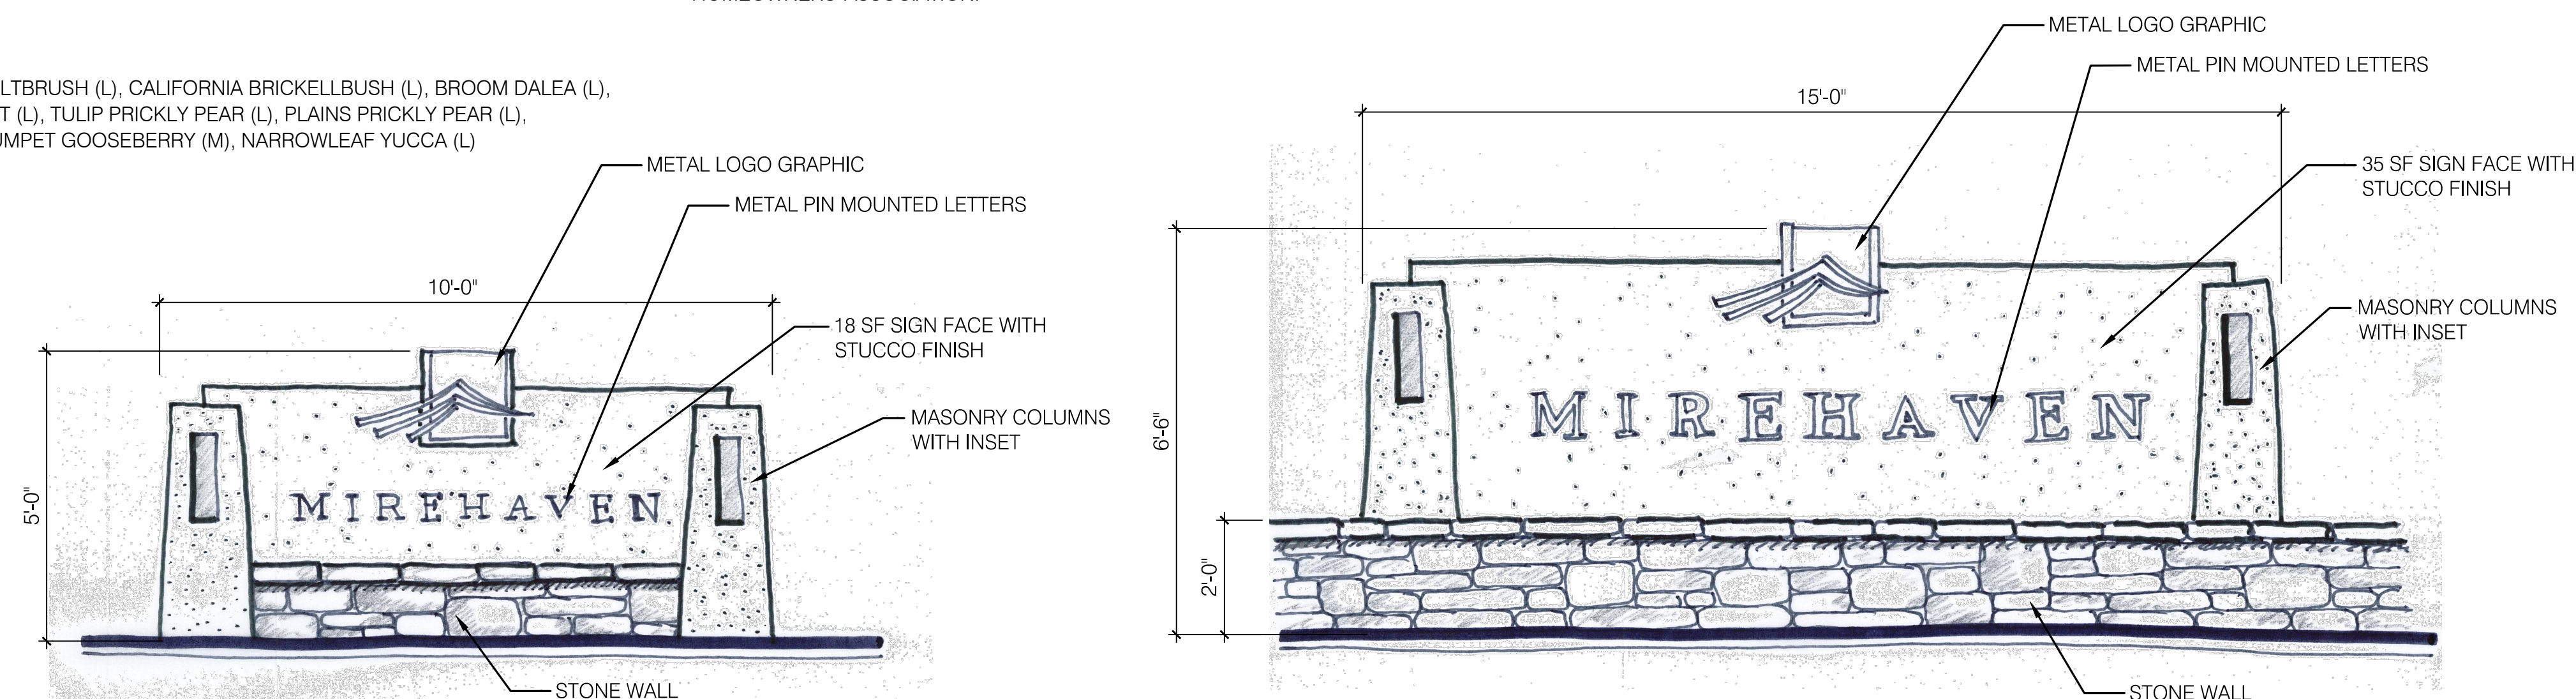 LTBRUSH (L), CALIFORNIA BRICKELLBUSH (L), BROOM DALEA (L),
T (L), TULIP PRICKLY PEAR (L), PLAINS PRICKLY PEAR (L),
UMPET GOOSEBERRY (M), NARROWLEAF YUCCA (L)
METAL LOGO GRAPHIC
METAL PIN MOUNTED LETTERS
10'-0"
18 SF SIGN FACE WITH
STUCCO FINISH
MASONRY COLUMNS
WITH INSET
5'-0"
MIREHAVEN
STONE WALL
METAL LOGO GRAPHIC
METAL PIN MOUNTED LETTERS
15'-0"
35 SF SIGN FACE WITH
STUCCO FINISH
MASONRY COLUMNS
WITH INSET
6'-6"
MIREHAVEN
2'-0"
STONE WALL